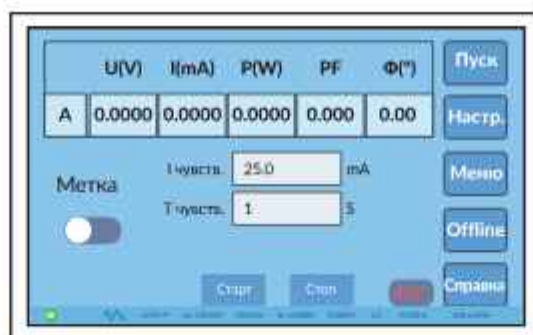 U(V) I(mA) P(W) PF Φ(°)
Пуск
A 0.0000 0.0000 0.0000 0.000 0.00
Настр.
I чувств. 25.0 mA
Меню
Метка
T чувств. 1 S
Offline
Старт Стоп
Справка